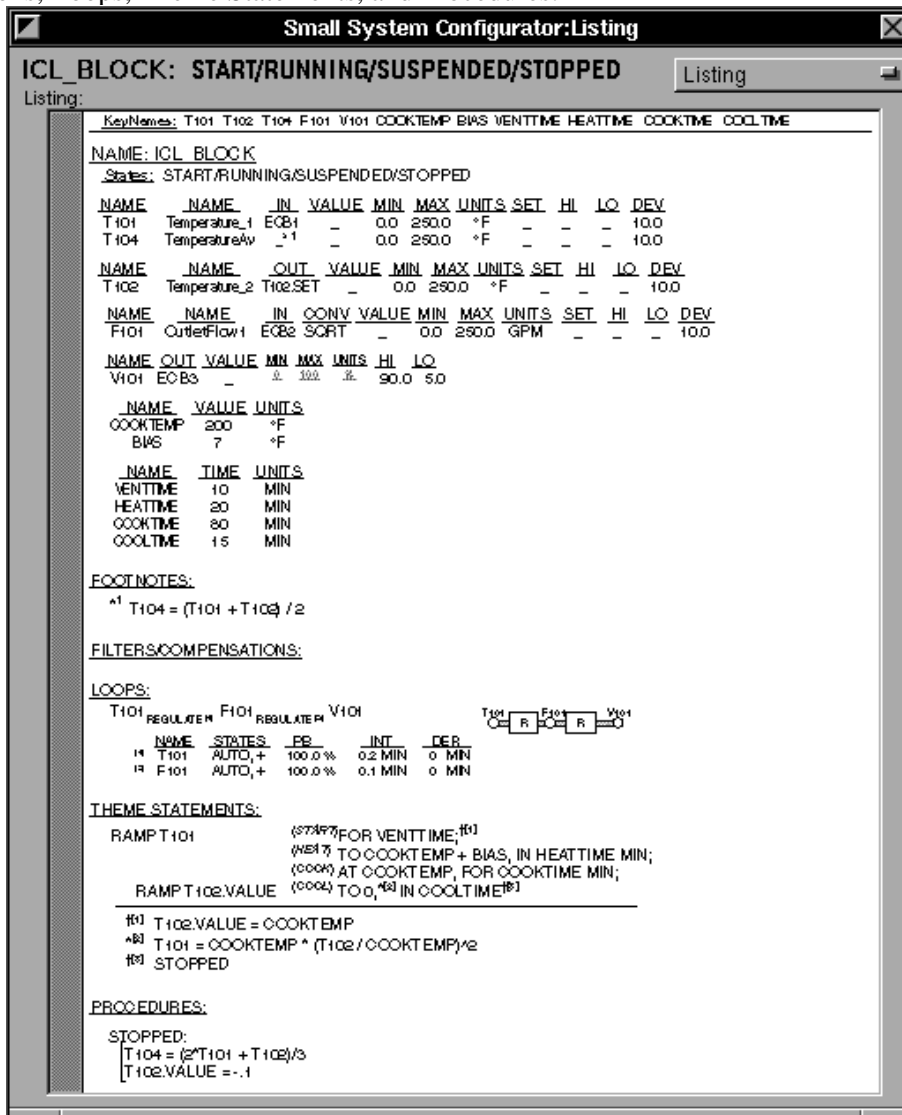 Small System Configurator:Listing
ICL_BLOCK: START/RUNNING/SUSPENDED/STOPPED Listing
Listing:
KeyNames: T101 T102 T104 F101 V101 COOKTEMP BIAS VENTTIME HEATTIME COOKTIME COOLTIME
NAME: ICL BLOCK
States: START/RUNNING/SUSPENDED/STOPPED
NAME NAME IN VALUE MIN MAX UNITS SET HI LO DEV
T101 Temperature_1 ECB1 _ 0.0 250.0 °F _ _ _ 10.0
T104 TemperatureAv _^1 0.0 250.0 °F _ _ _ 10.0
NAME NAME OUT VALUE MIN MAX UNITS SET HI LO DEV
T102 Temperature_2 T102.SET _ 0.0 250.0 °F _ _ _ 10.0
NAME NAME IN CONV VALUE MIN MAX UNITS SET HI LO DEV
F101 OutletFlow1 ECB2 SQRT _ 0.0 250.0 GPM _ _ _ 10.0
NAME OUT VALUE MIN MAX UNITS HI LO
V101 ECB3 _ 0 100 % 90.0 5.0
NAME VALUE UNITS
COOKTEMP 200 °F
BIAS 7 °F
NAME TIME UNITS
VENTTIME 10 MIN
HEATTIME 20 MIN
COOKTIME 80 MIN
COOLTIME 15 MIN
FOOTNOTES:
^1 T104 = (T101 + T102) / 2
FILTERS/COMPENSATIONS:
LOOPS:
T101 REGULATE F101 REGULATE V101 T101 R F101 R V101
NAME STATES PB INT DER
T101 AUTO,+ 100.0 % 0.2 MIN 0 MIN
F101 AUTO,+ 100.0 % 0.1 MIN 0 MIN
THEME STATEMENTS:
RAMP T101 (START) FOR VENTTIME;f[1]
(HEAT) TO COOKTEMP + BIAS, IN HEATTIME MIN;
(COOK) AT COOKTEMP, FOR COOKTIME MIN;
RAMP T102.VALUE (COOL) TO 0,^[2] IN COOLTIME f[3]
f[1] T102.VALUE = COOKTEMP
^[2] T101 = COOKTEMP * (T102 / COOKTEMP)^2
f[3] STOPPED
PROCEDURES:
STOPPED:
T104 = (2*T101 + T102)/3
T102.VALUE =-.1